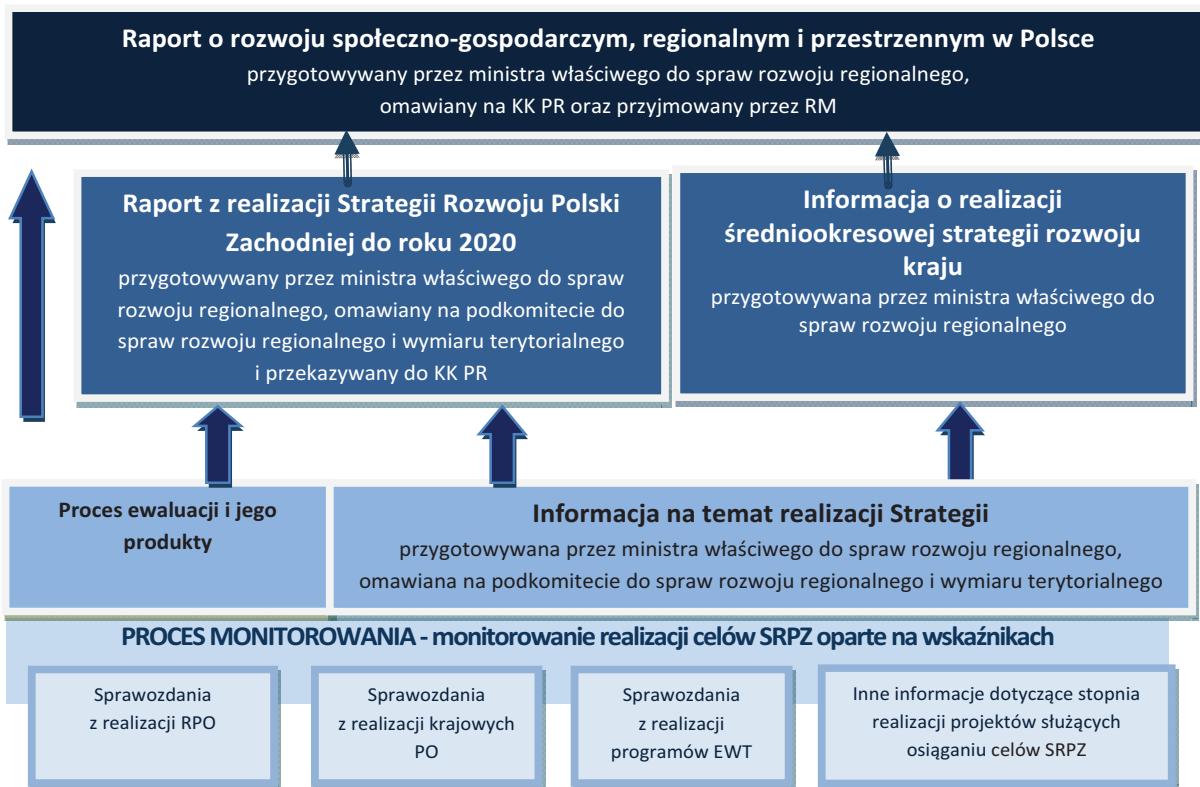 Raport o rozwoju społeczno-gospodarczym, regionalnym i przestrzennym w Polsce
przygotowywany przez ministra właściwego do spraw rozwoju regionalnego,
omawiany na KK PR oraz przyjmowany przez RM
Raport z realizacji Strategii Rozwoju Polski
Zachodniej do roku 2020
przygotowywany przez ministra właściwego do spraw
rozwoju regionalnego, omawiany na podkomitecie do
spraw rozwoju regionalnego i wymiaru terytorialnego
i przekazywany do KK PR
Informacja o realizacji
średniookresowej strategii rozwoju
kraju
przygotowywana przez ministra właściwego do
spraw rozwoju regionalnego
Proces ewaluacji i jego
produkty
Informacja na temat realizacji Strategii
przygotowywana przez ministra właściwego do spraw rozwoju regionalnego,
omawiana na podkomitecie do spraw rozwoju regionalnego i wymiaru terytorialnego
PROCES MONITOROWANIA - monitorowanie realizacji celów SRPZ oparte na wskaźnikach
Sprawozdania
z realizacji RPO
Sprawozdania
z realizacji krajowych
PO
Sprawozdania
z realizacji
programów EWT
Inne informacje dotyczące stopnia
realizacji projektów służących
osiąganiu celów SRPZ